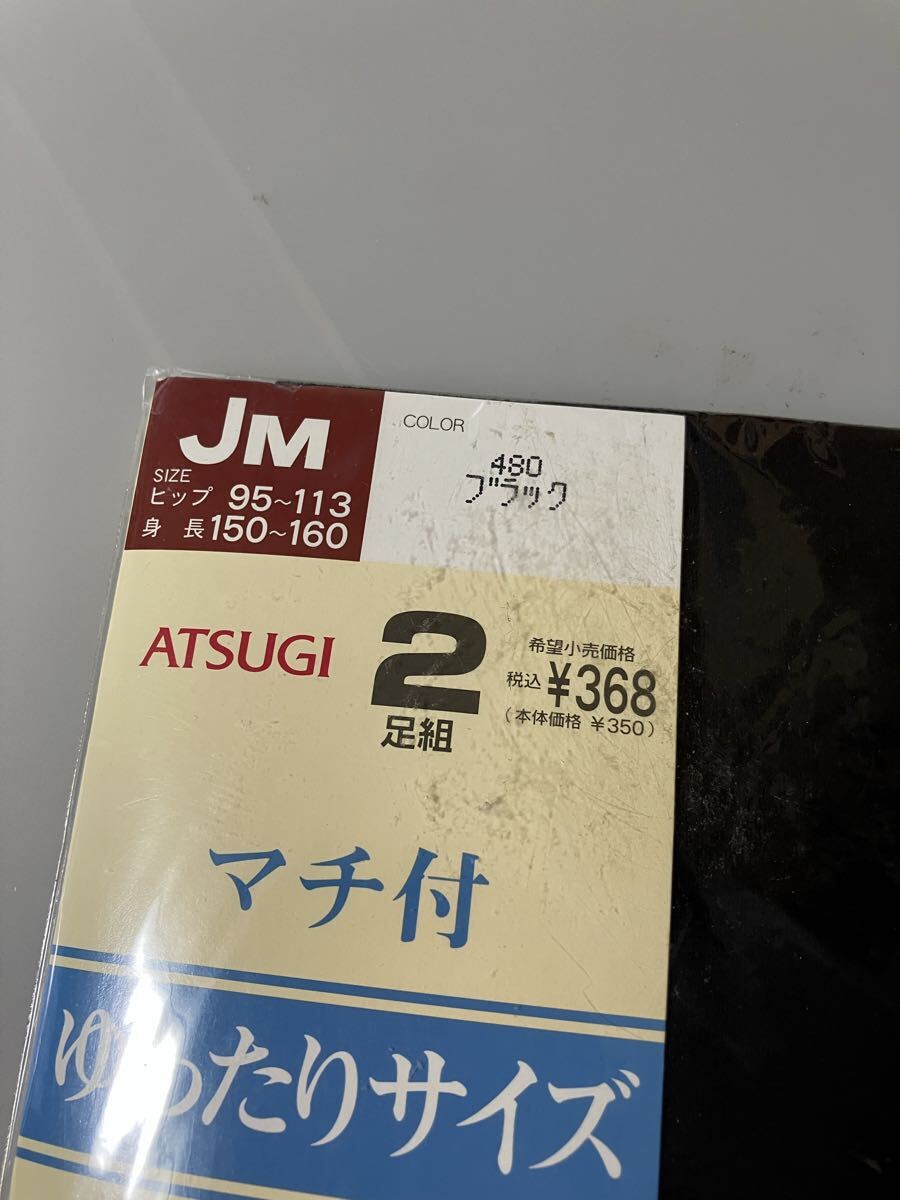 JM
SIZE
ヒップ 95～113
身 長 150～160
COLOR
480
ブラック
ATSUGI
2
足組
希望小売価格
税込 ¥368
(本体価格 ¥350)
マチ付
ゆったりサイズ